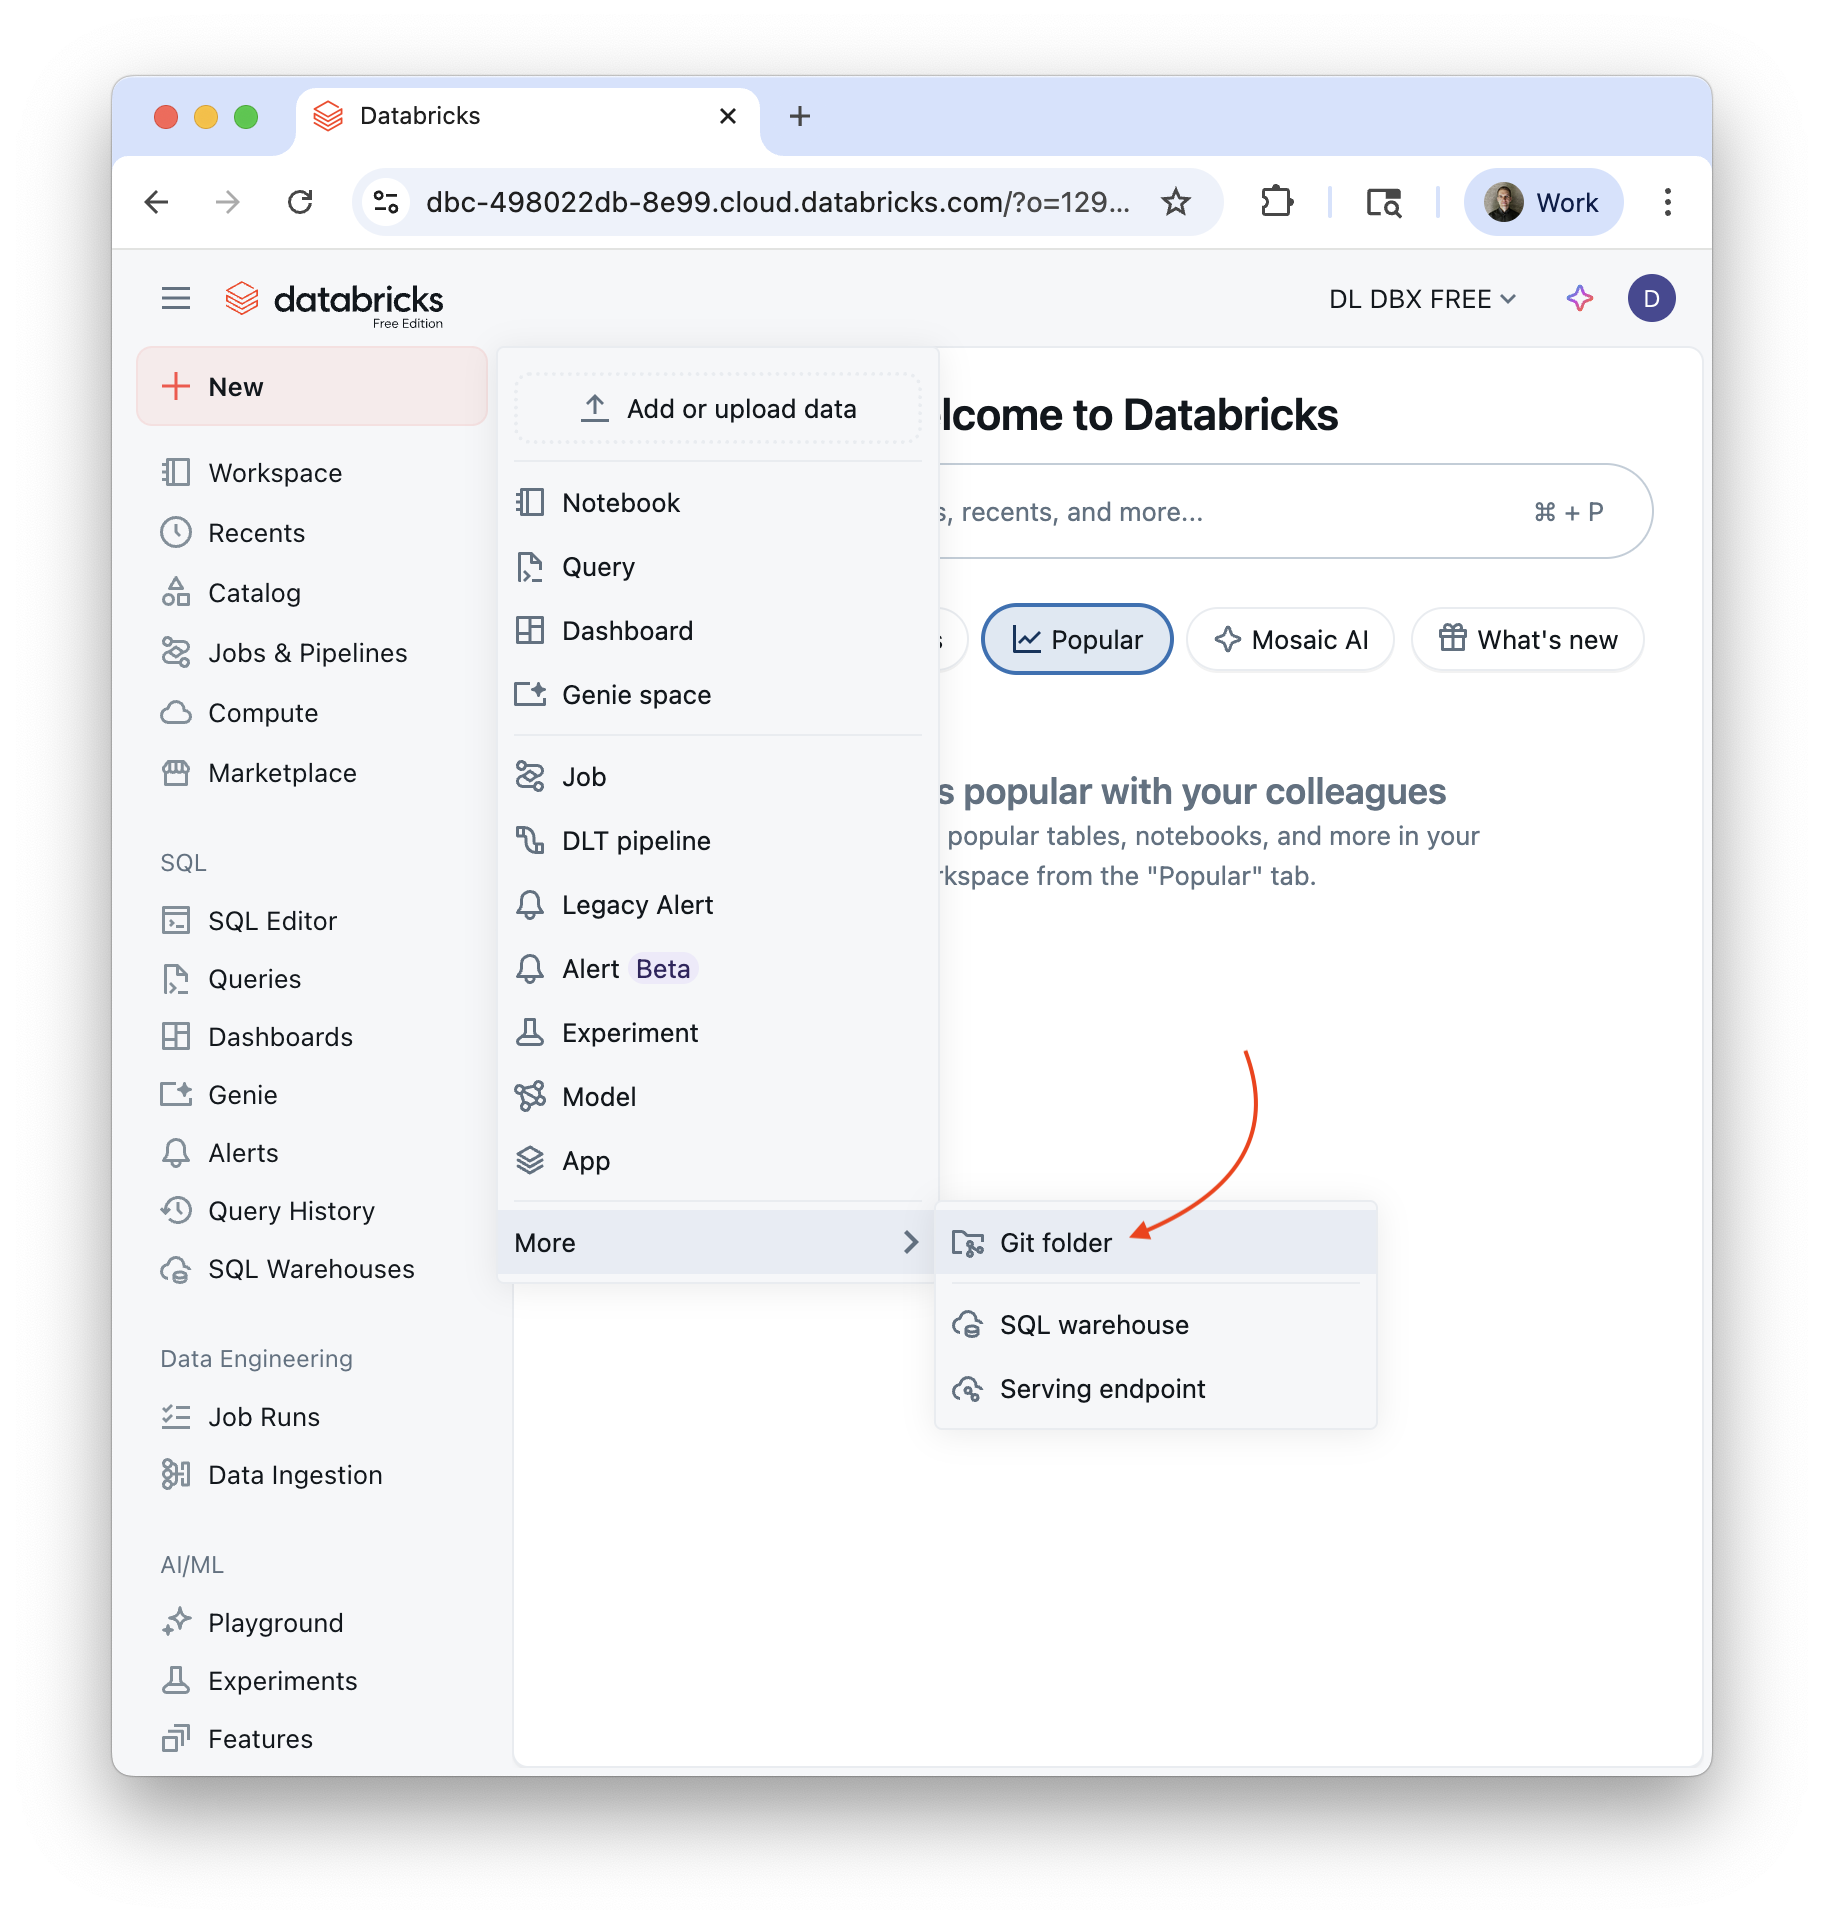 Databricks
dbc-498022db-8e99.cloud.databricks.com/?o=129...
Work
databricks
Free Edition
DL DBX FREE
D
New
Workspace
Recents
Catalog
Jobs & Pipelines
Compute
Marketplace
SQL
SQL Editor
Queries
Dashboards
Genie
Alerts
Query History
SQL Warehouses
Data Engineering
Job Runs
Data Ingestion
AI/ML
Playground
Experiments
Features
Add or upload data
Notebook
Query
Dashboard
Genie space
Job
DLT pipeline
Legacy Alert
Alert Beta
Experiment
Model
App
More
Git folder
SQL warehouse
Serving endpoint
lcome to Databricks
s, recents, and more...
⌘ + P
s
Popular
Mosaic AI
What's new
s popular with your colleagues
popular tables, notebooks, and more in your
rkspace from the "Popular" tab.